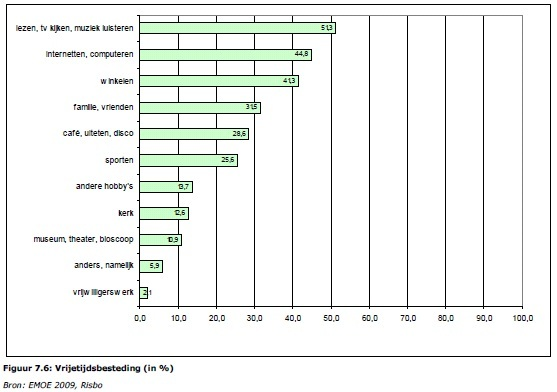 lezen, tv kijken, muziek luisteren 51,3
internetten, computeren 44,8
winkelen 41,3
familie, vrienden 31,5
café, uiteten, disco 28,6
sporten 25,6
andere hobby's 13,7
kerk 12,6
museum, theater, bioscoop 10,9
anders, namelijk 5,9
vrijwilligerswerk 2,1
0,0 10,0 20,0 30,0 40,0 50,0 60,0 70,0 80,0 90,0 100,0
Figuur 7.6: Vrijetijdsbesteding (in %)
Bron: EMOE 2009, Risbo